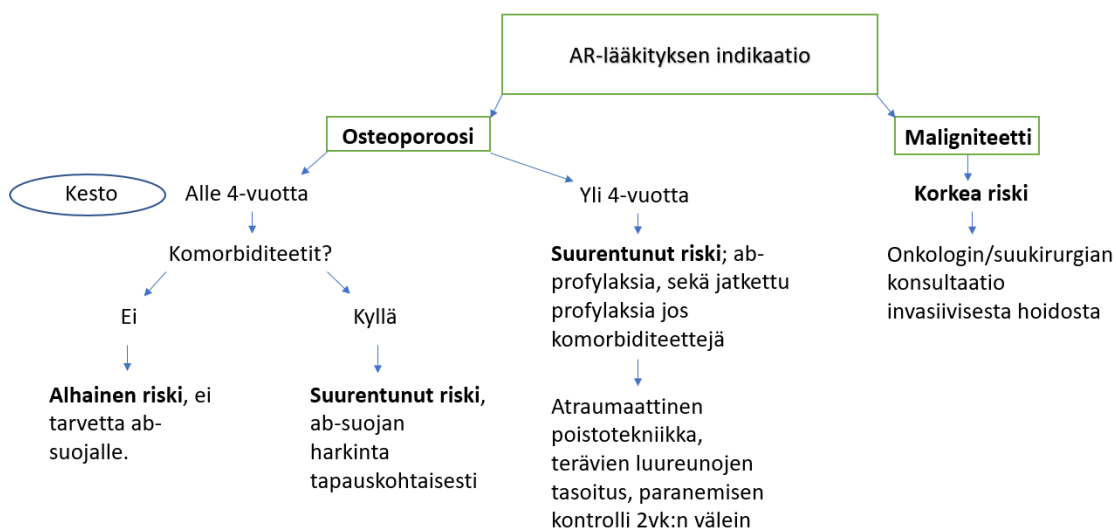 AR-lääkityksen indikaatio
Osteoporoosi
Maligniteetti
Kesto
Alle 4-vuotta
Yli 4-vuotta
Korkea riski
Komorbiditeetit?
Suurentunut riski; ab-
profylaksia, sekä jatkettu
profylaksia jos
komorbiditeettejä
Onkologin/suukirurgian
konsultaatio
invasiivisesta hoidosta
Ei
Kyllä
Alhainen riski, ei
tarvetta ab-
suojalle.
Suurentunut riski,
ab-suojan
harkinta
tapauskohtaisesti
Atraumaattinen
poistotekniikka,
terävien luureunojen
tasoitus, paranemisen
kontrolli 2vk:n välein